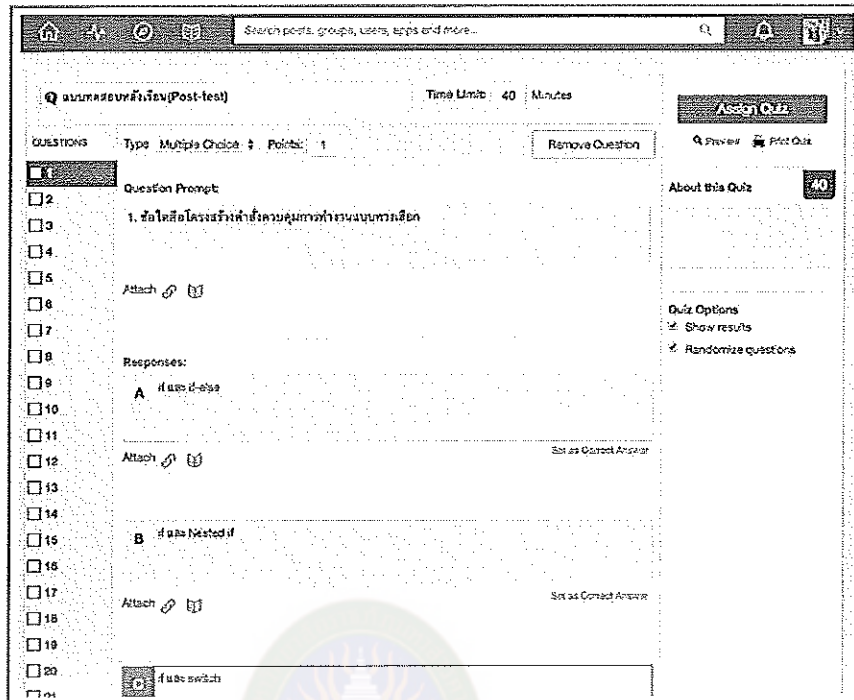 Search posts, groups, users, apps and more...
แบบทดสอบหลังเรียน(Post-test)
Time Limit: 40 Minutes
Assign Quiz
QUESTIONS
Type Multiple Choice Points: 1
Remove Question
Preview Print Quiz
1
Question Prompt:
About this Quiz 40
2
1. ข้อใดคือโครงสร้างคำสั่งควบคุมการทำงานแบบทางเลือก
3
4
5
Attach
6
Quiz Options
7
Show results
Randomize questions
8
Responses:
9
A if และ if-else
10
11
12
Attach
Set as Correct Answer
13
14
15
B if และ Nested if
16
17
Attach
Set as Correct Answer
18
19
20
if และ switch
21